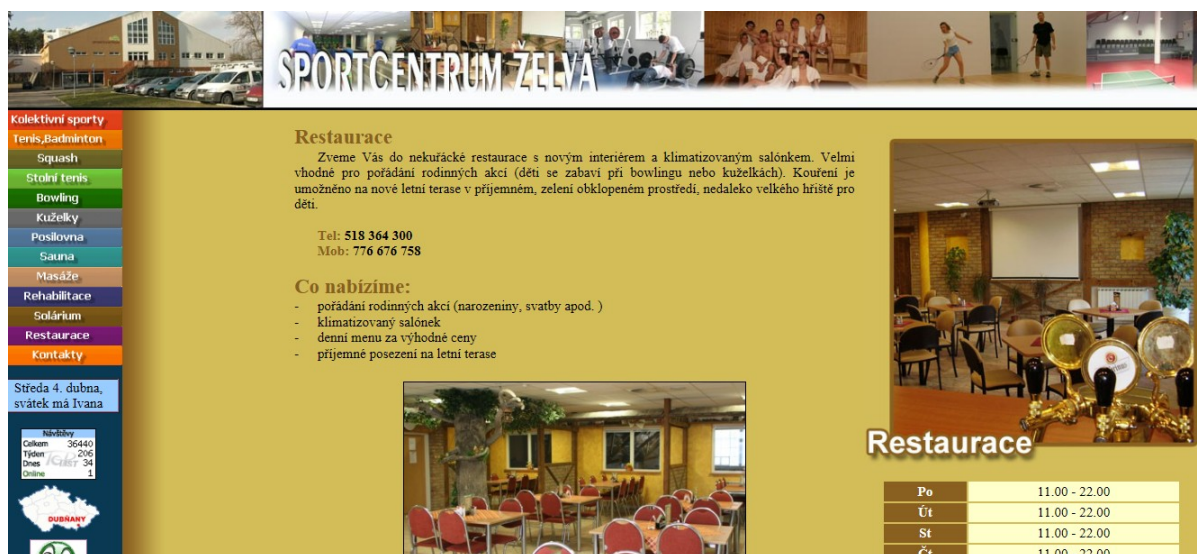 SPORTCENTRUM ŽELVA
Kolektivní sporty
Tenis,Badminton
Squash
Stolní tenis
Bowling
Kuželky
Posilovna
Sauna
Masáže
Rehabilitace
Solárium
Restaurace
Kontakty
Středa 4. dubna,
svátek má Ivana
Návštěvy
Celkem 36440
Týden 206
Dnes 34
Online 1
TOPLIST
DUBŇANY
Restaurace
Zveme Vás do nekuřácké restaurace s novým interiérem a klimatizovaným salónkem. Velmi
vhodné pro pořádání rodinných akcí (děti se zabaví při bowlingu nebo kuželkách). Kouření je
umožněno na nové letní terase v příjemném, zelení obklopeném prostředí, nedaleko velkého hřiště pro
děti.
Tel: 518 364 300
Mob: 776 676 758
Co nabízíme:
- pořádání rodinných akcí (narozeniny, svatby apod. )
- klimatizovaný salónek
- denní menu za výhodné ceny
- příjemné posezení na letní terase
Restaurace
Po 11.00 - 22.00
Út 11.00 - 22.00
St 11.00 - 22.00
Čt 11.00 - 22.00